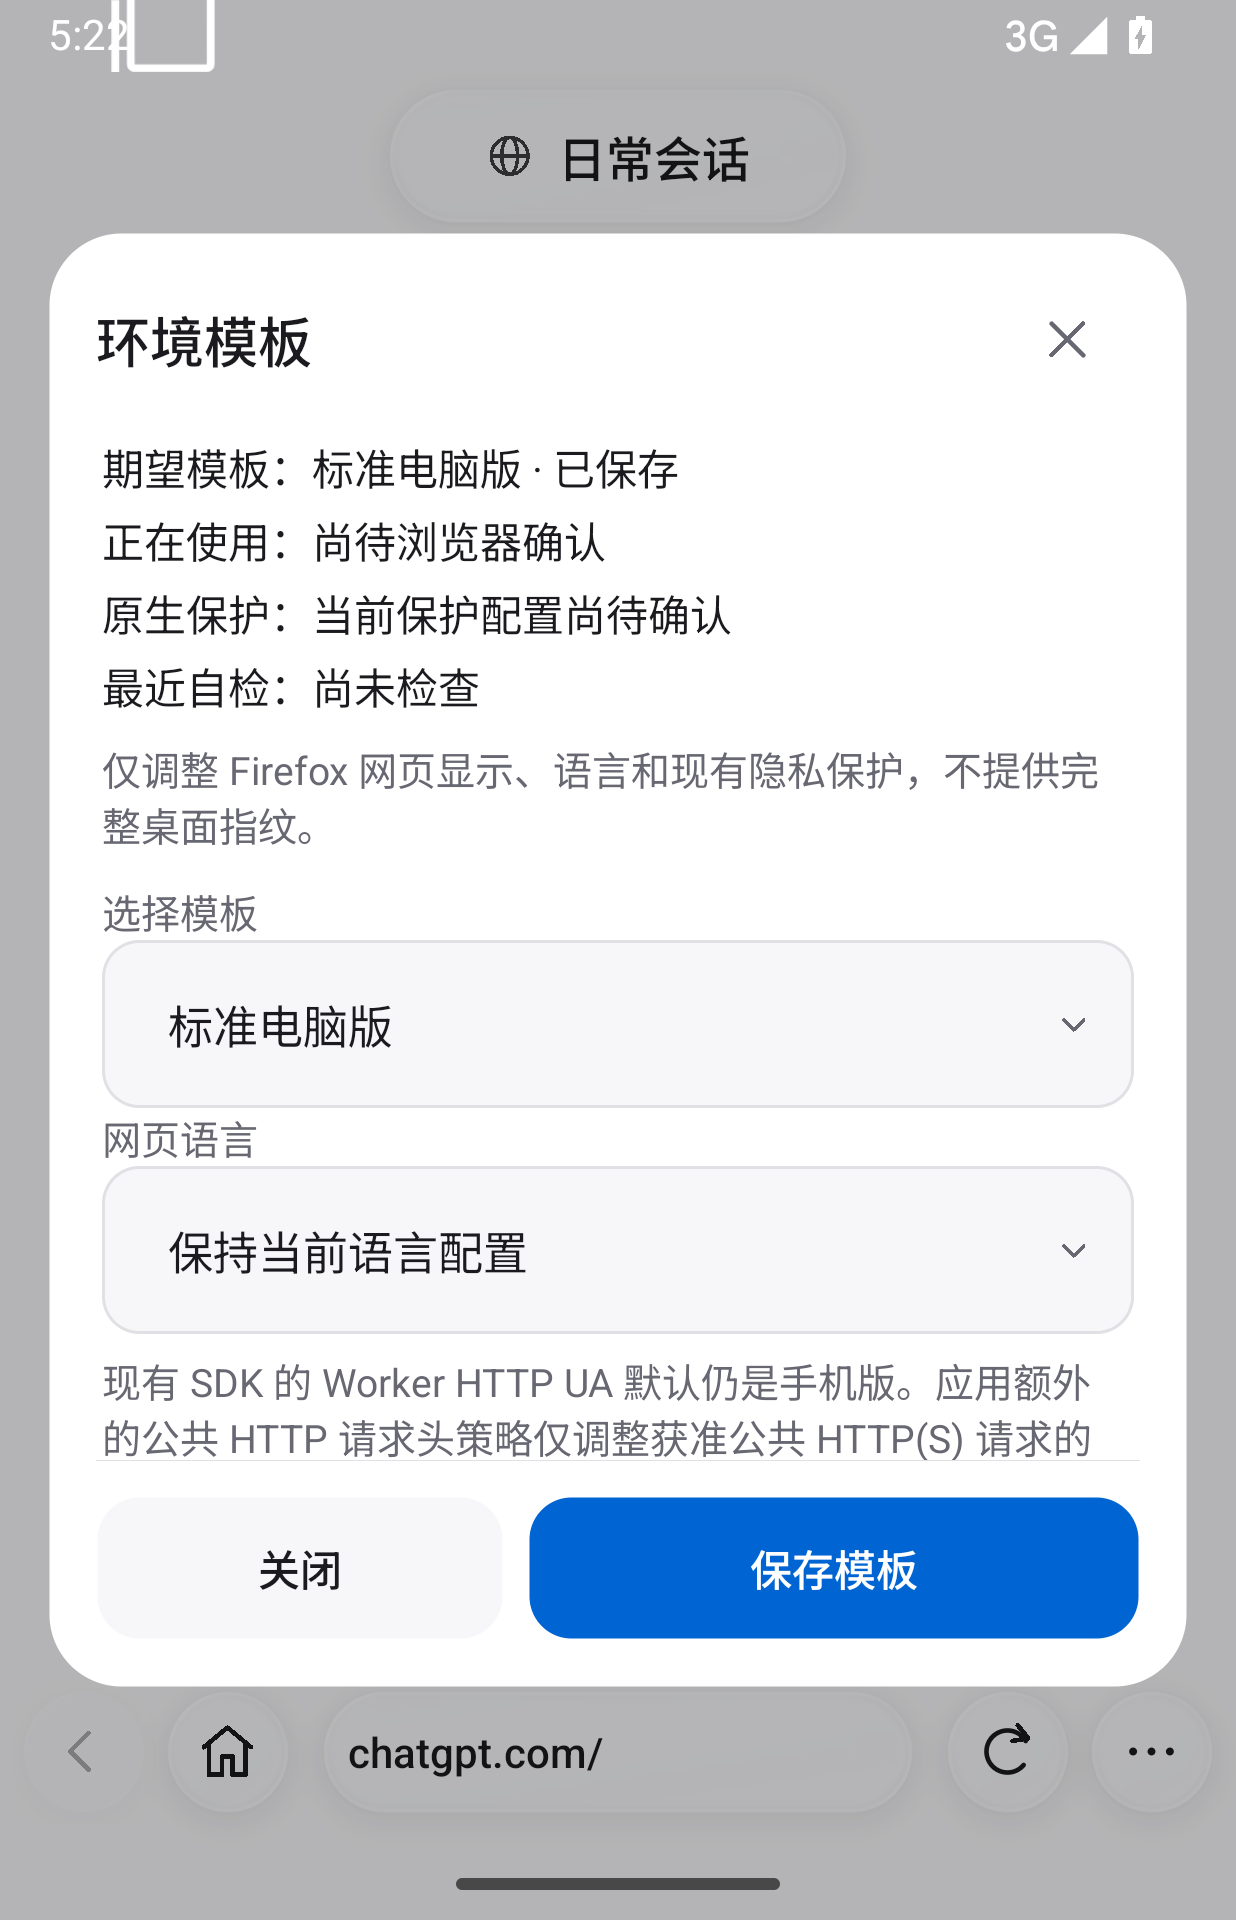 5:22
3G
日常会话
环境模板
期望模板：标准电脑版 · 已保存
正在使用：尚待浏览器确认
原生保护：当前保护配置尚待确认
最近自检：尚未检查
仅调整 Firefox 网页显示、语言和现有隐私保护，不提供完
整桌面指纹。
选择模板
标准电脑版
网页语言
保持当前语言配置
现有 SDK 的 Worker HTTP UA 默认仍是手机版。应用额外
的公共 HTTP 请求头策略仅调整获准公共 HTTP(S) 请求的
关闭
保存模板
chatgpt.com/